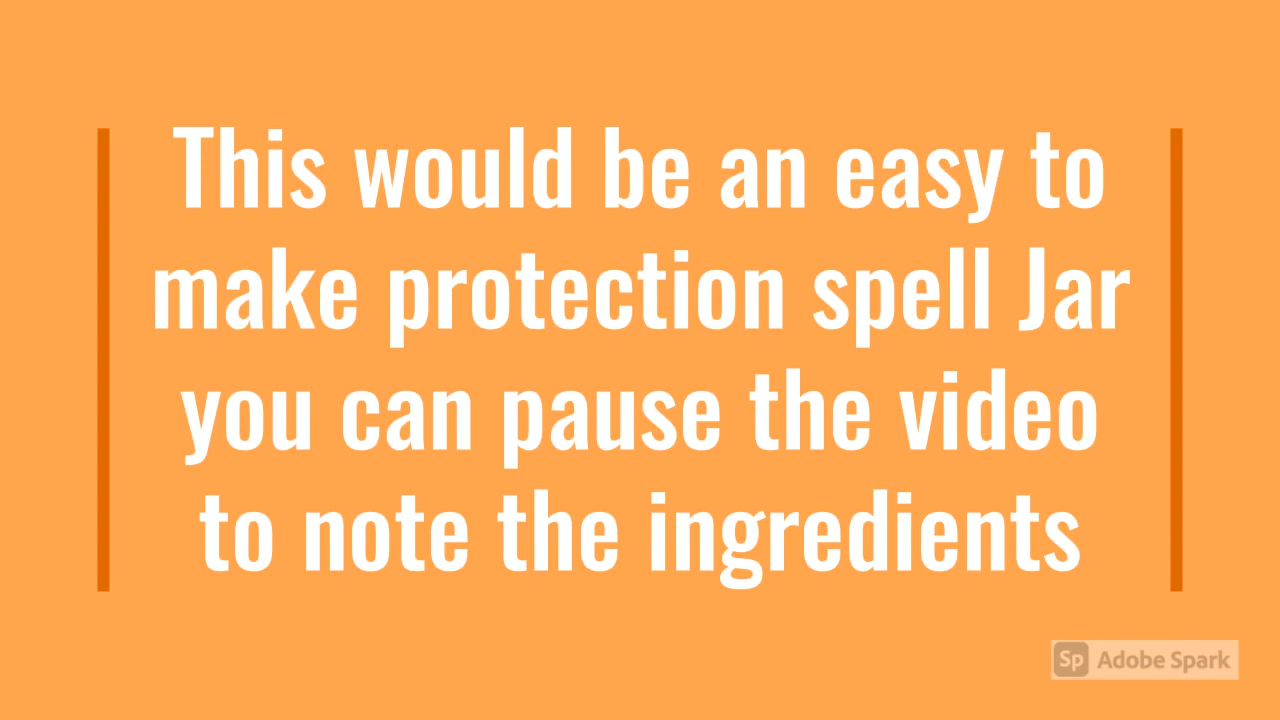 This would be an easy to
make protection spell Jar
you can pause the video
to note the ingredients
Sp Adobe Spark